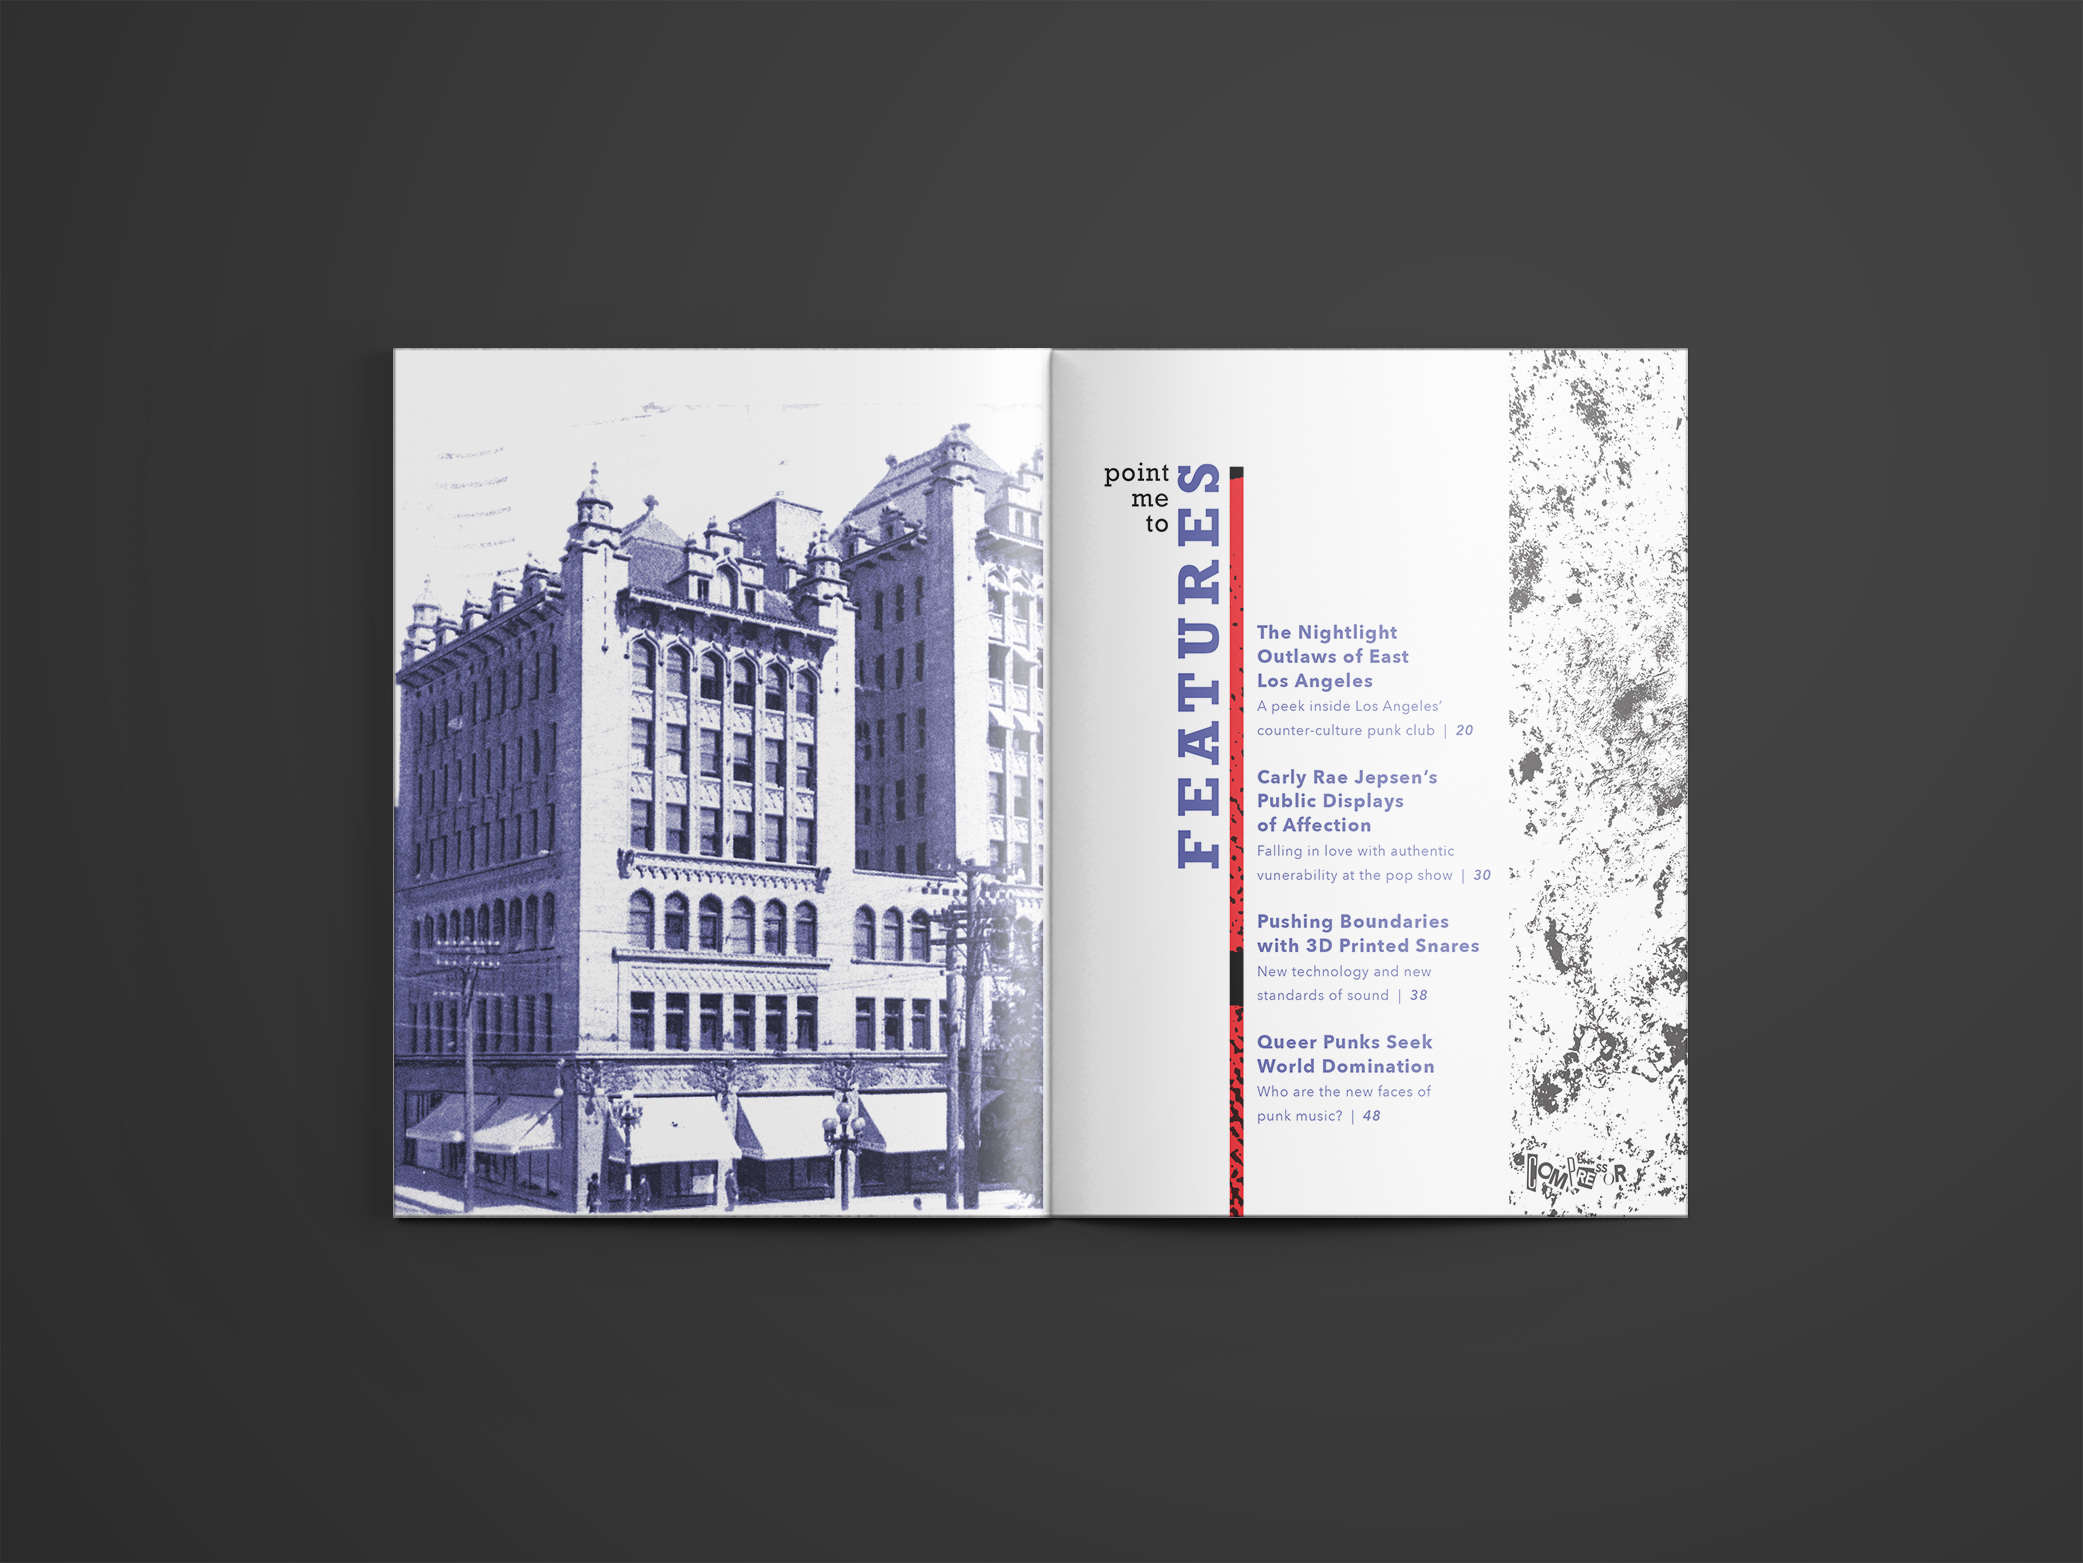 point
me
to
FEATURES
The Nightlight
Outlaws of East
Los Angeles
A peek inside Los Angeles’
counter-culture punk club | 20
Carly Rae Jepsen’s
Public Displays
of Affection
Falling in love with authentic
vunerability at the pop show | 30
Pushing Boundaries
with 3D Printed Snares
New technology and new
standards of sound | 38
Queer Punks Seek
World Domination
Who are the new faces of
punk music? | 48
COMPRESSOR